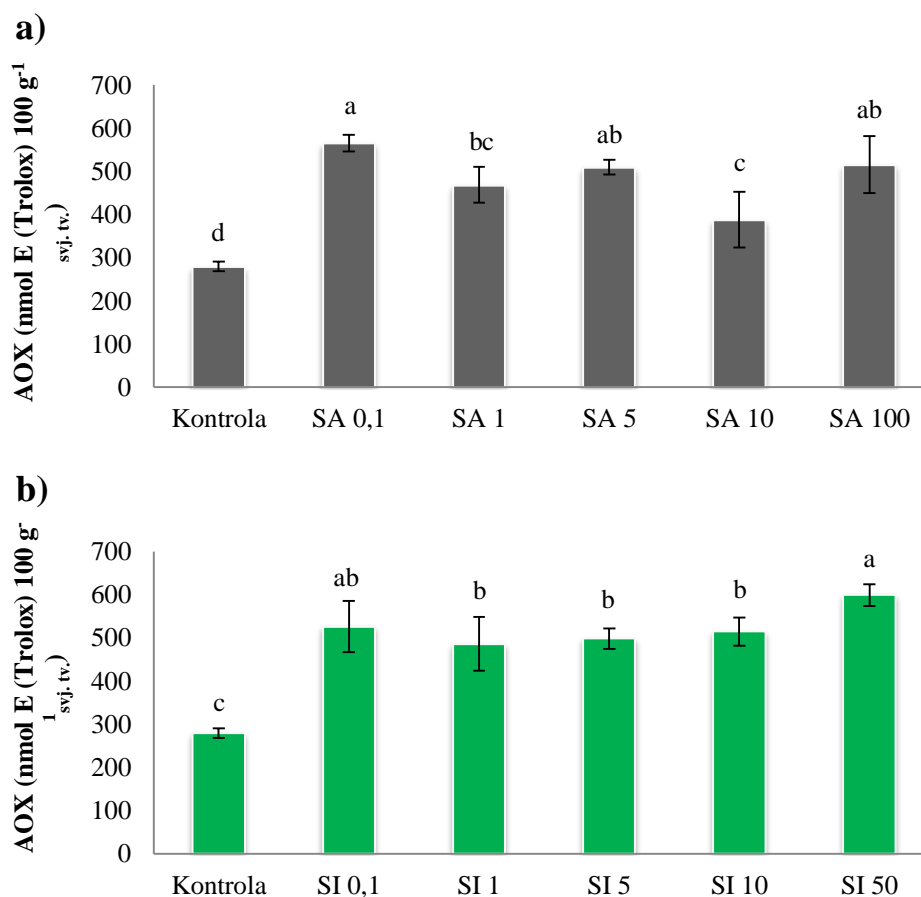 a)
AOX (nmol E (Trolox) 100 g-1
svj. tv.)
700
600
500
400
300
200
100
0
d
a
bc
ab
c
ab
Kontrola SA 0,1 SA 1 SA 5 SA 10 SA 100
b)
AOX (nmol E (Trolox) 100 g-
1 svj. tv.)
700
600
500
400
300
200
100
0
c
ab
b
b
b
a
Kontrola SI 0,1 SI 1 SI 5 SI 10 SI 50